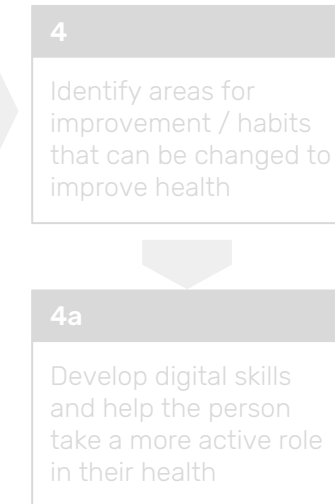 4
Identify areas for
improvement / habits
that can be changed to
improve health
4a
Develop digital skills
and help the person
take a more active role
in their health